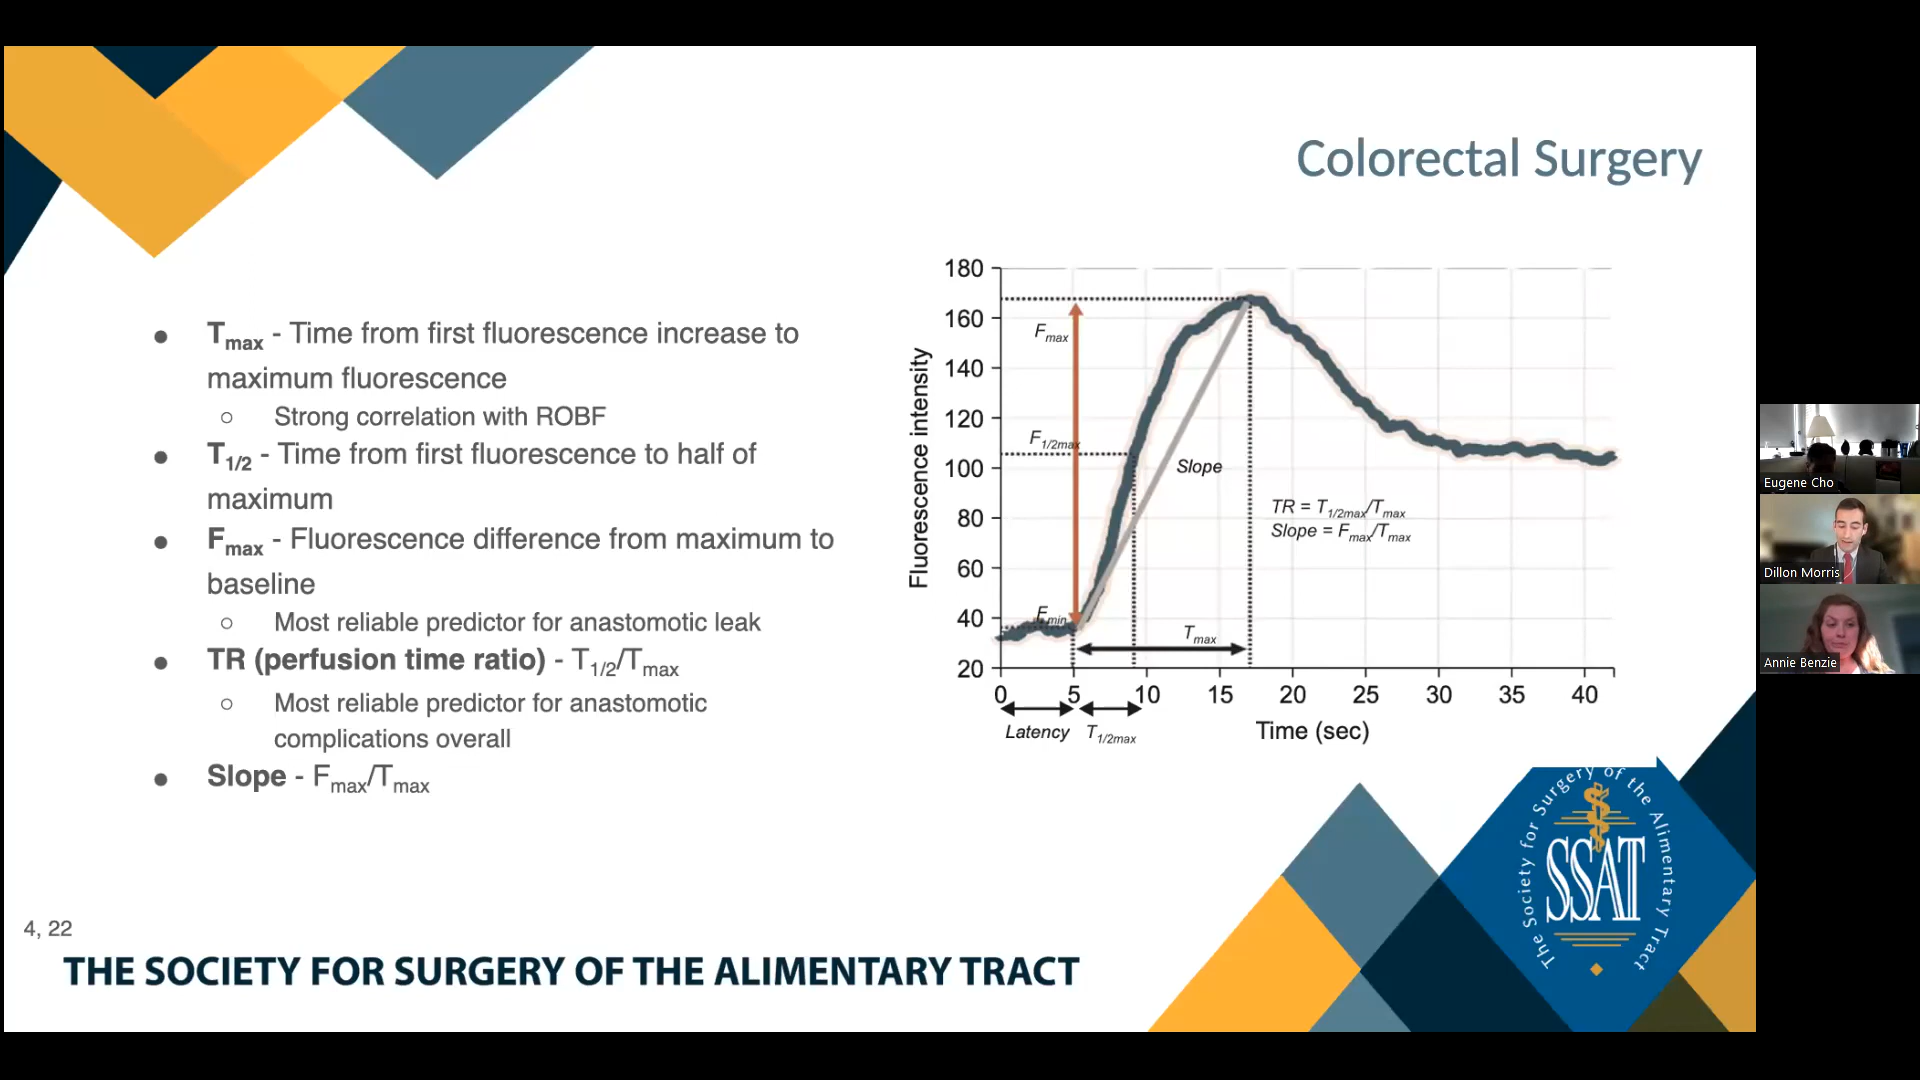 Colorectal Surgery
● Tmax - Time from first fluorescence increase to
maximum fluorescence
○ Strong correlation with ROBF
● T1/2 - Time from first fluorescence to half of
maximum
● Fmax - Fluorescence difference from maximum to
baseline
○ Most reliable predictor for anastomotic leak
● TR (perfusion time ratio) - T1/2/Tmax
○ Most reliable predictor for anastomotic
complications overall
● Slope - Fmax/Tmax
Fluorescence intensity
180
160
140
120
100
80
60
40
20
Fmax
F1/2max
Fmin
Slope
TR = T1/2max/Tmax
Slope = Fmax/Tmax
Tmax
0 5 10 15 20 25 30 35 40
Latency T1/2max
Time (sec)
4, 22
THE SOCIETY FOR SURGERY OF THE ALIMENTARY TRACT
The Society for Surgery of the Alimentary Tract
SSAT
Eugene Cho
Dillon Morris
Annie Benzie